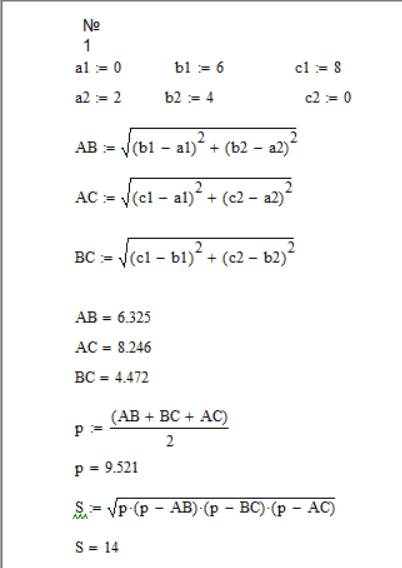 №
1
a1 := 0 b1 := 6 c1 := 8
a2 := 2 b2 := 4 c2 := 0
AB := √(b1 − a1)² + (b2 − a2)²
AC := √(c1 − a1)² + (c2 − a2)²
BC := √(c1 − b1)² + (c2 − b2)²
AB = 6.325
AC = 8.246
BC = 4.472
p := (AB + BC + AC)
2
p = 9.521
S := √p·(p − AB)·(p − BC)·(p − AC)
S = 14